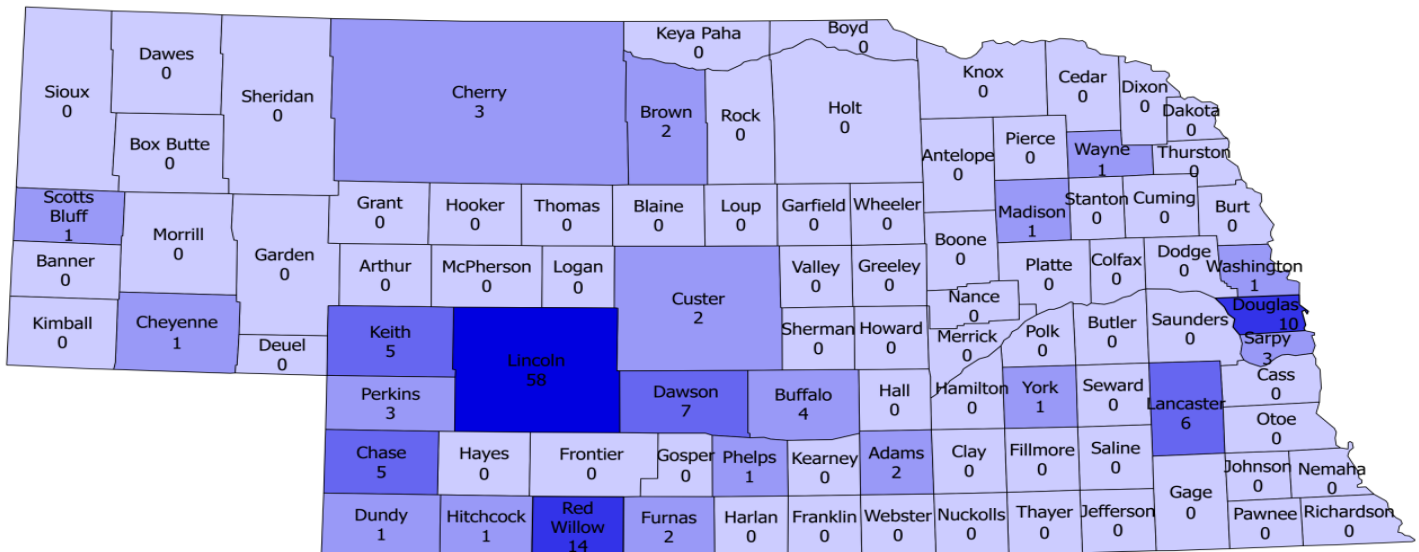 Sioux
0
Dawes
0
Box Butte
0
Sheridan
0
Cherry
3
Keya Paha
0
Boyd
0
Brown
2
Rock
0
Holt
0
Knox
0
Cedar
0
Dixon
0
Dakota
0
Antelope
0
Pierce
0
Wayne
1
Thurston
0
Scotts
Bluff
1
Morrill
0
Garden
0
Grant
0
Hooker
0
Thomas
0
Blaine
0
Loup
0
Garfield
0
Wheeler
0
Madison
1
Stanton
0
Cuming
0
Burt
0
Banner
0
Arthur
0
McPherson
0
Logan
0
Custer
2
Valley
0
Greeley
0
Boone
0
Platte
0
Colfax
0
Dodge
0
Washington
1
Kimball
0
Cheyenne
1
Deuel
0
Keith
5
Lincoln
58
Sherman
0
Howard
0
Nance
0
Merrick
0
Polk
0
Butler
0
Saunders
0
Douglas
10
Sarpy
3
Perkins
3
Dawson
7
Buffalo
4
Hall
0
Hamilton
0
York
1
Seward
0
Lancaster
6
Cass
0
Otoe
0
Chase
5
Hayes
0
Frontier
0
Gosper
0
Phelps
1
Kearney
0
Adams
2
Clay
0
Fillmore
0
Saline
0
Gage
0
Johnson
0
Nemaha
0
Dundy
1
Hitchcock
1
Red
Willow
14
Furnas
2
Harlan
0
Franklin
0
Webster
0
Nuckolls
0
Thayer
0
Jefferson
0
Pawnee
0
Richardson
0